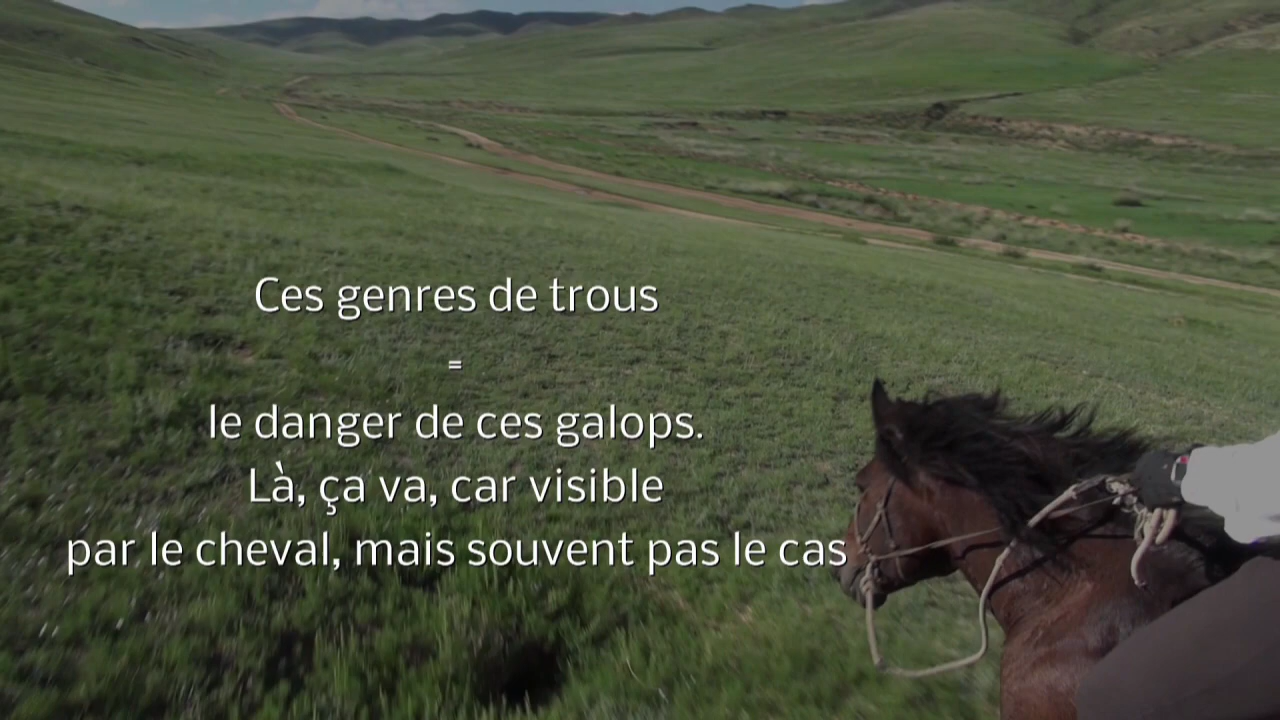 Ces genres de trous
=
le danger de ces galops.
Là, ça va, car visible
par le cheval, mais souvent pas le cas